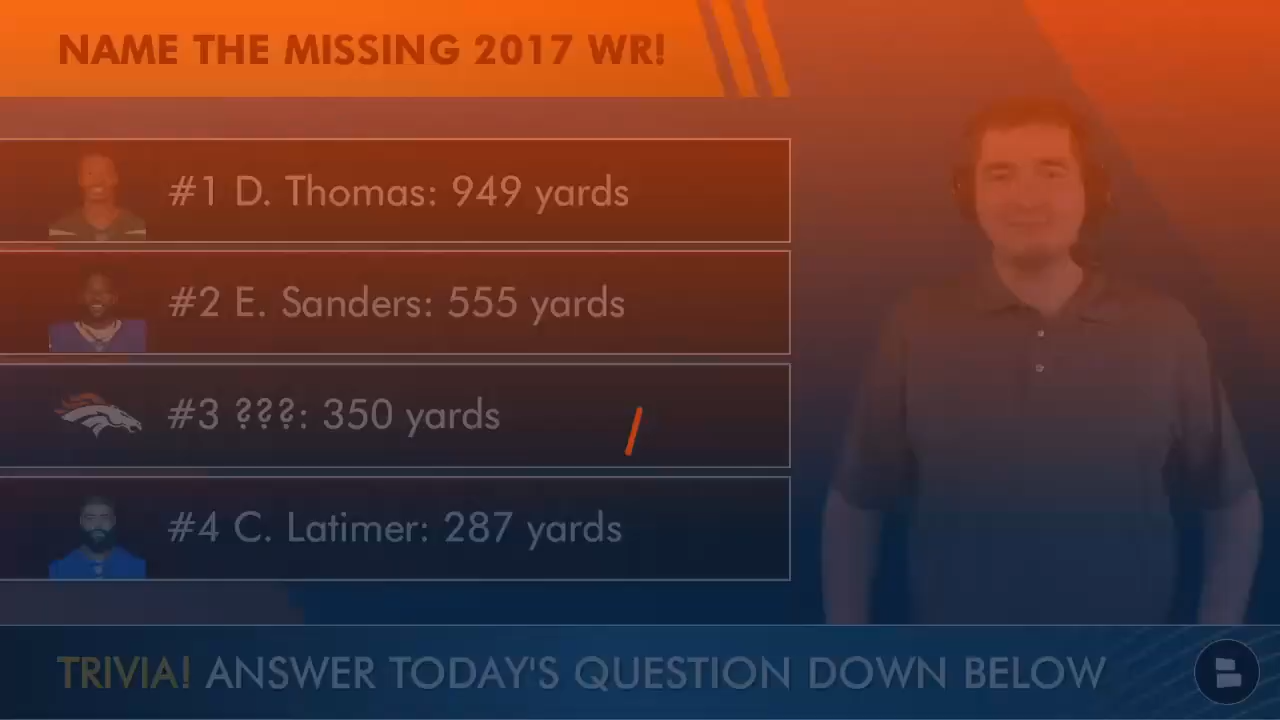 NAME THE MISSING 2017 WR!
#1 D. Thomas: 949 yards
#2 E. Sanders: 555 yards
#3 ???: 350 yards
#4 C. Latimer: 287 yards
TRIVIA! ANSWER TODAY'S QUESTION DOWN BELOW